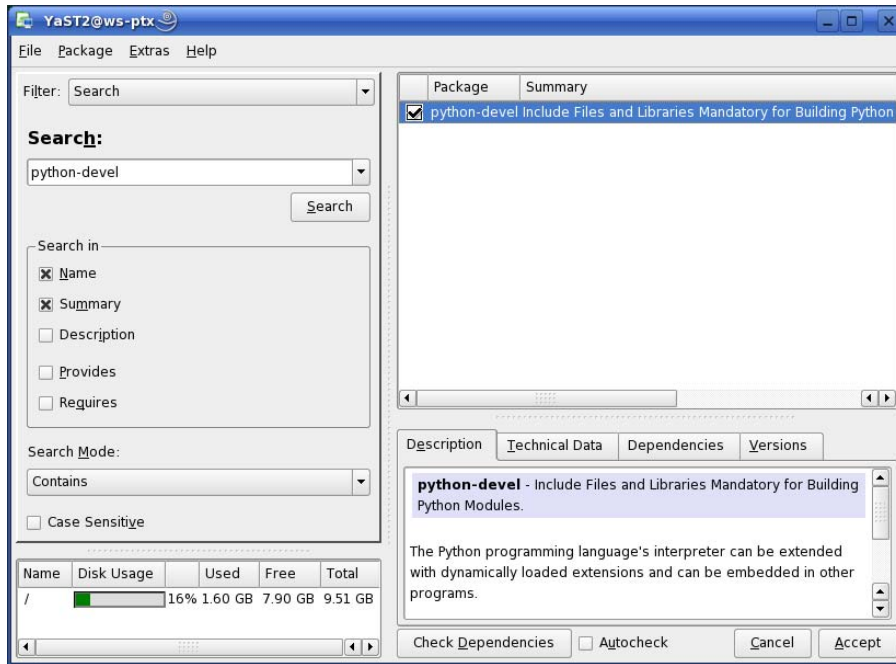 YaST2@ws-ptx
File Package Extras Help
Filter: Search
Search:
python-devel
Search
Search in
Name
Summary
Description
Provides
Requires
Search Mode:
Contains
Case Sensitive
Name Disk Usage Used Free Total
/ 16% 1.60 GB 7.90 GB 9.51 GB
Package Summary
python-devel Include Files and Libraries Mandatory for Building Python
Description Technical Data Dependencies Versions
python-devel - Include Files and Libraries Mandatory for Building
Python Modules.
The Python programming language's interpreter can be extended
with dynamically loaded extensions and can be embedded in other
programs.
Check Dependencies Autocheck Cancel Accept